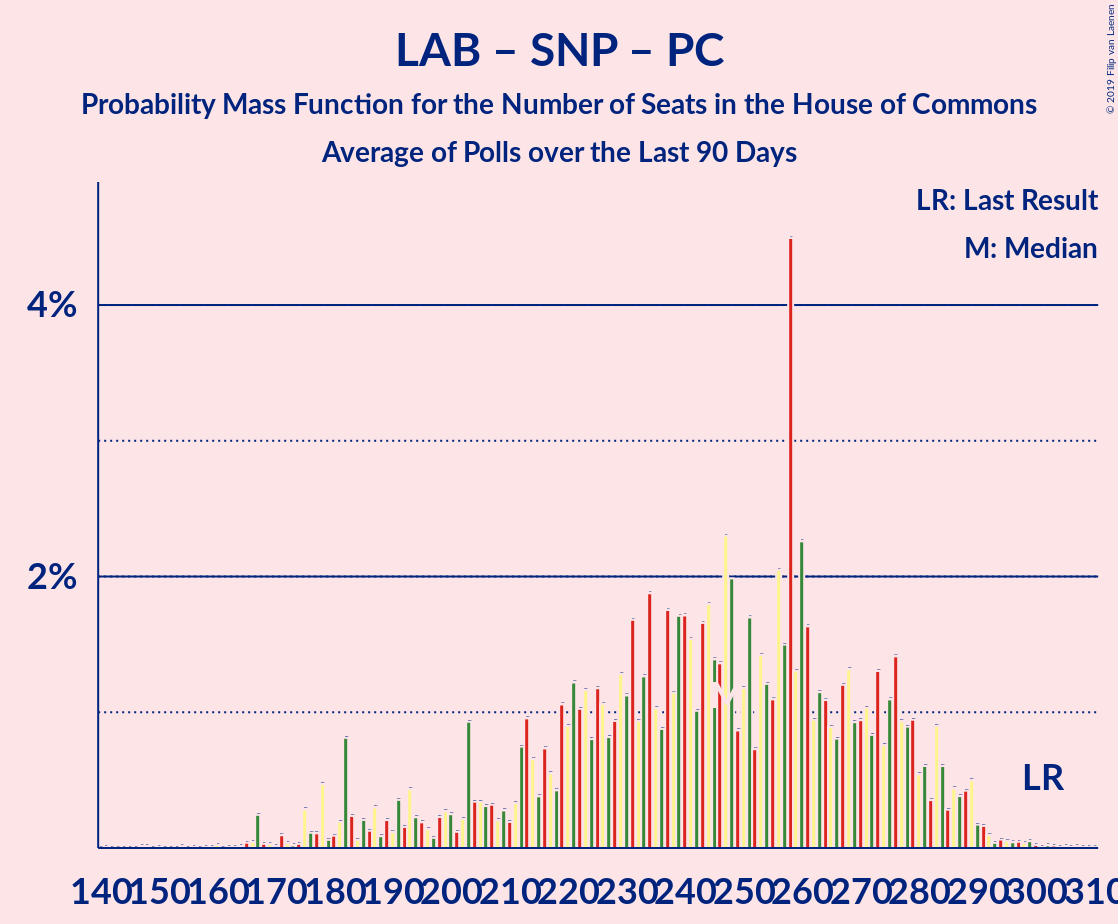 LAB – SNP – PC
Probability Mass Function for the Number of Seats in the House of Commons
Average of Polls over the Last 90 Days
© 2019 Filip van Laenen
LR: Last Result
M: Median
4%
2%
M
LR
140 150 160 170 180 190 200 210 220 230 240 250 260 270 280 290 300 310